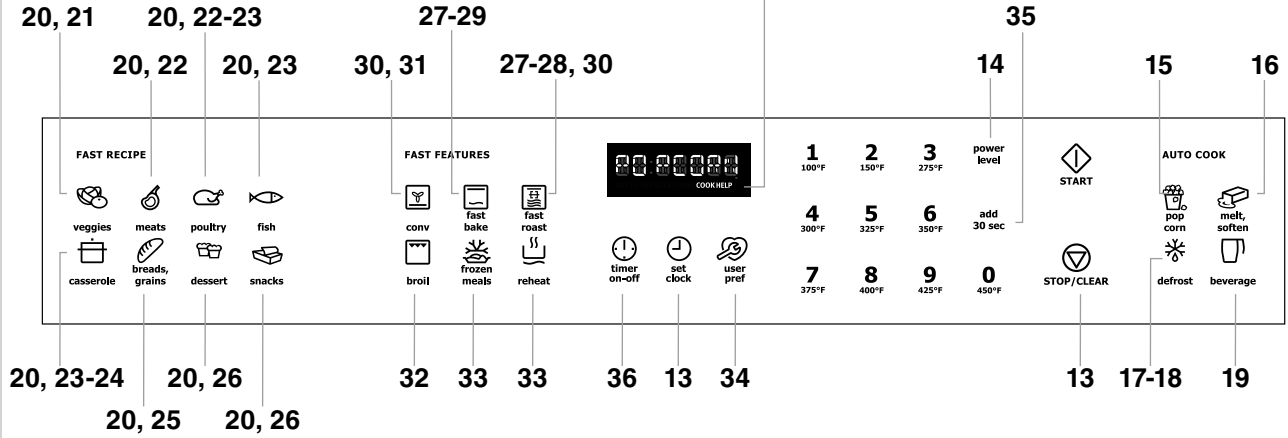 20, 21
20, 22-23
27-29
35
20, 22
20, 23
30, 31
27-28, 30
14
15
16
FAST RECIPE
FAST FEATURES
AUTO COOK
COOK HELP
1
100°F
2
150°F
3
275°F
power
level
START
veggies
meats
poultry
fish
conv
fast
bake
fast
roast
4
300°F
5
325°F
6
350°F
add
30 sec
pop
corn
melt,
soften
casserole
breads,
grains
dessert
snacks
broil
frozen
meals
reheat
timer
on-off
set
clock
user
pref
7
375°F
8
400°F
9
425°F
0
450°F
STOP/CLEAR
defrost
beverage
20, 23-24
20, 26
32
33
33
36
13
34
13
17-18
19
20, 25
20, 26